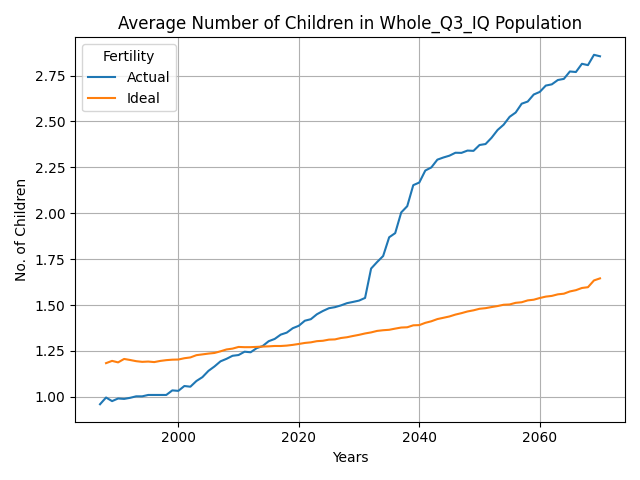 Average Number of Children in Whole_Q3_IQ Population
Fertility
Actual
Ideal
No. of Children
2.75
2.50
2.25
2.00
1.75
1.50
1.25
1.00
2000
2020
2040
2060
Years